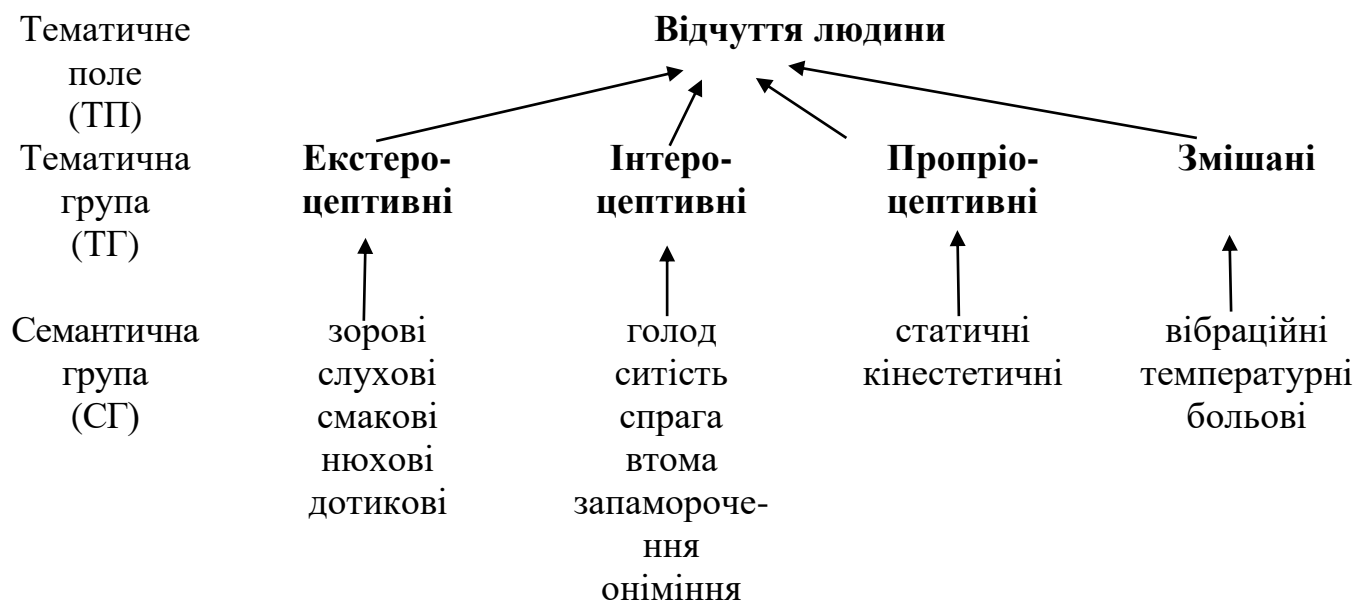 Тематичне
поле
(ТП)
Відчуття людини
Тематична
група
(ТГ)
Екстеро-
цептивні
Інтеро-
цептивні
Пропріо-
цептивні
Змішані
Семантична
група
(СГ)
зорові
слухові
смакові
нюхові
дотикові
голод
ситість
спрага
втома
запамороче-
ння
оніміння
статичні
кінестетичні
вібраційні
температурні
больові